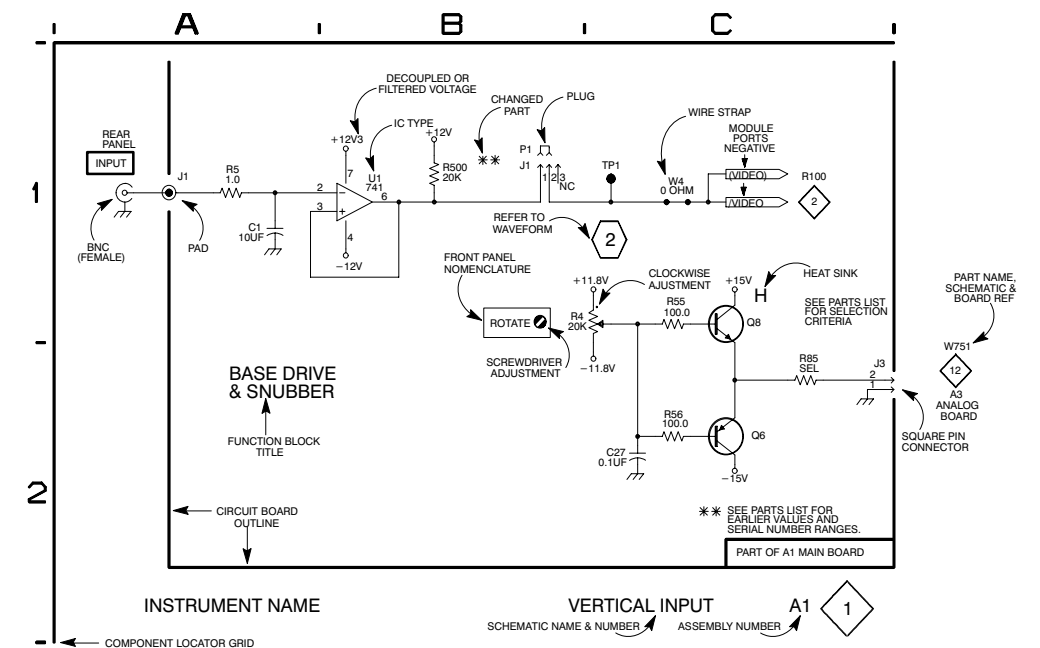 A B C
DECOUPLED OR
FILTERED VOLTAGE
CHANGED
PART
PLUG
WIRE STRAP
MODULE
PORTS
NEGATIVE
REAR
PANEL
INPUT
+12V3
IC TYPE
+12V
**
P1
J1
1 2 3
NC
TP1
W4
0 OHM
(VIDEO)
/VIDEO
R100
2
1
J1
R5
1.0
7
U1
741
2
−
3
+
6
4
−12V
R500
20K
C1
10UF
BNC
(FEMALE)
PAD
REFER TO
WAVEFORM
2
FRONT PANEL
NOMENCLATURE
CLOCKWISE
AJUSTMENT
HEAT SINK
+11.8V
+15V
H
PART NAME,
SCHEMATIC &
BOARD REF
ROTATE
R4
20K
R55
100.0
Q8
SEE PARTS LIST
FOR SELECTION
CRITERIA
SCREWDRIVER
ADJUSTMENT
−11.8V
BASE DRIVE
& SNUBBER
R85
SEL
J3
2
1
W751
12
A3
ANALOG
BOARD
FUNCTION BLOCK
TITLE
R56
100.0
Q6
SQUARE PIN
CONNECTOR
C27
0.1UF
−15V
2
CIRCUIT BOARD
OUTLINE
** SEE PARTS LIST FOR
EARLIER VALUES AND
SERIAL NUMBER RANGES.
PART OF A1 MAIN BOARD
INSTRUMENT NAME
VERTICAL INPUT
A1
1
SCHEMATIC NAME & NUMBER
ASSEMBLY NUMBER
COMPONENT LOCATOR GRID